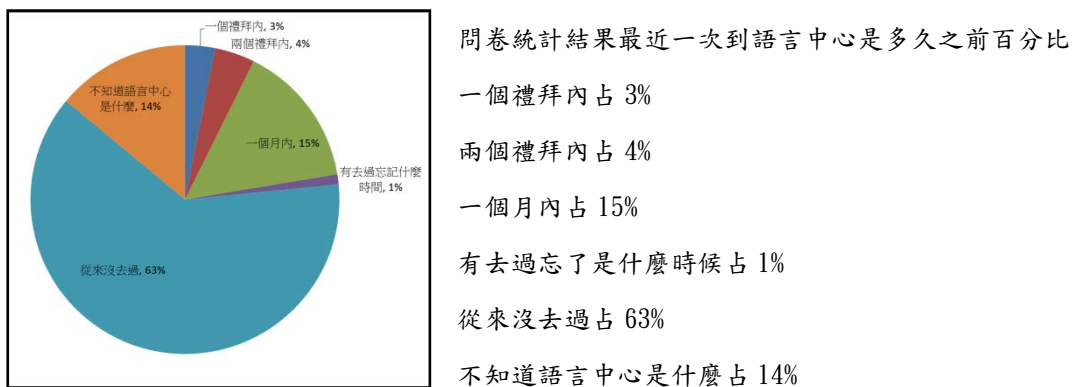 一個禮拜內, 3%
兩個禮拜內, 4%
一個月內, 15%
有去過忘記什麼
時間, 1%
從來沒去過, 63%
不知道語言中心
是什麼, 14%
問卷統計結果最近一次到語言中心是多久之前百分比
一個禮拜內占 3%
兩個禮拜內占 4%
一個月內占 15%
有去過忘了是什麼時候占 1%
從來沒去過占 63%
不知道語言中心是什麼占 14%